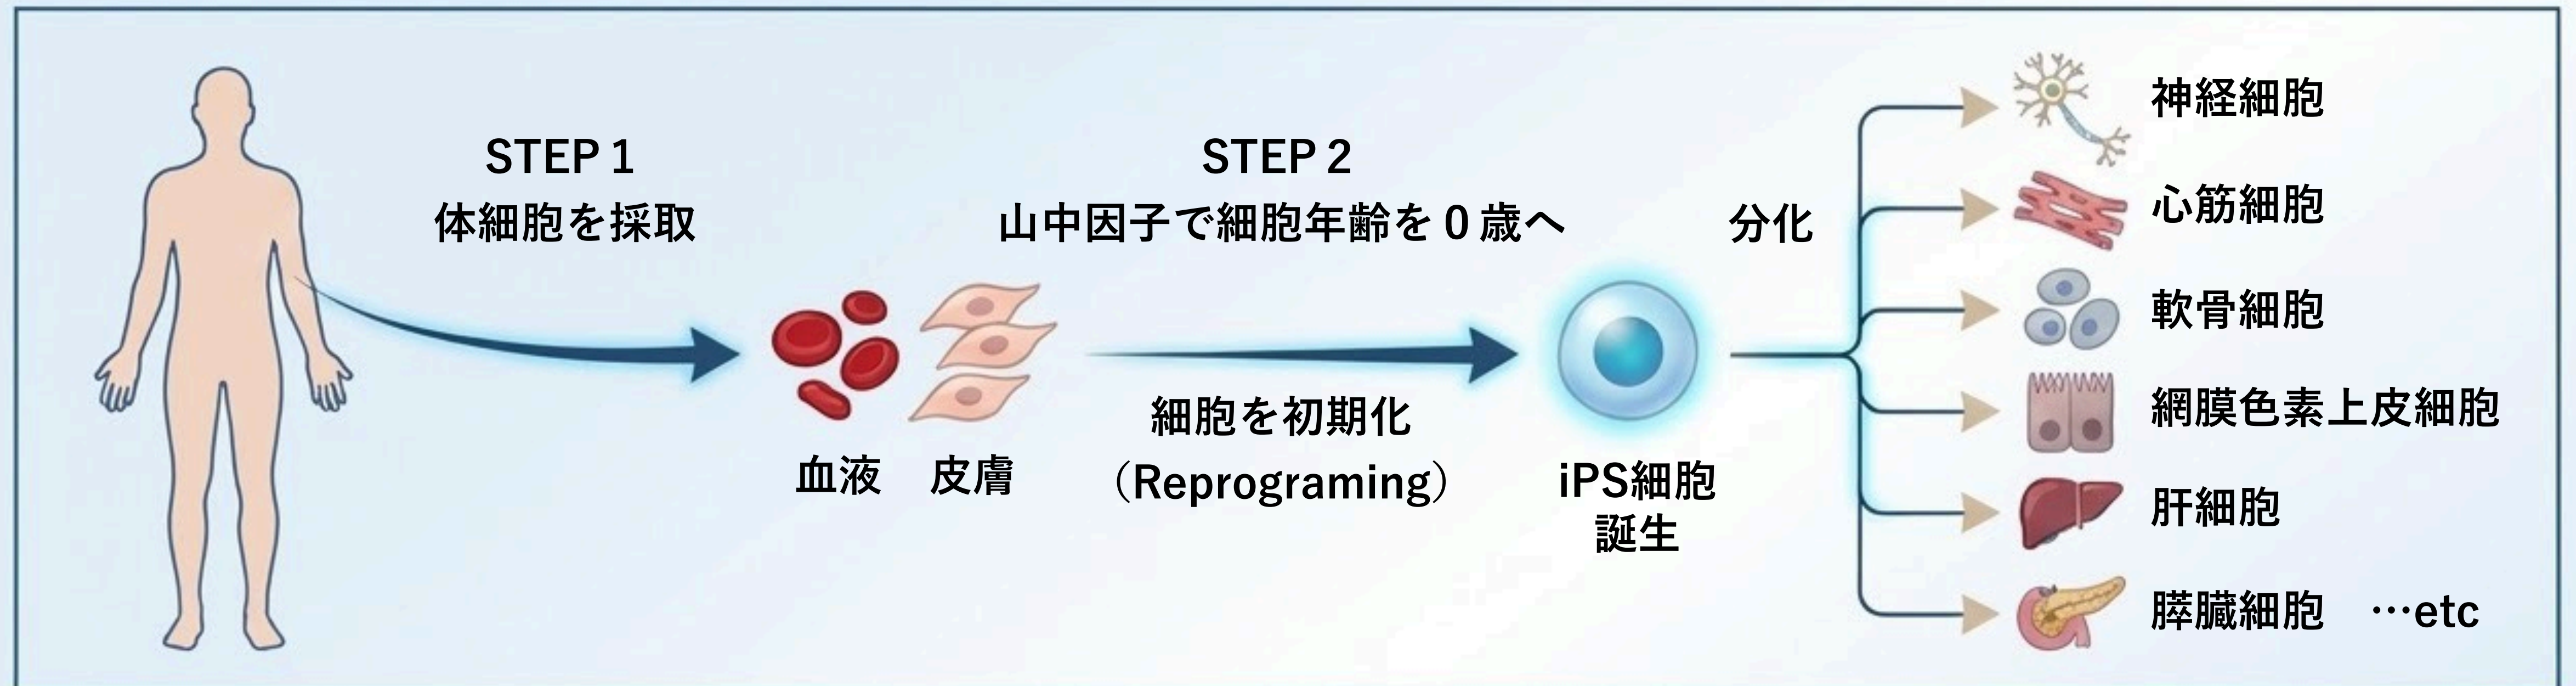 STEP 1
体細胞を採取
血液
皮膚
STEP 2
山中因子で細胞年齢を0歳へ
細胞を初期化
（Reprograming）
iPS細胞
誕生
分化
神経細胞
心筋細胞
軟骨細胞
網膜色素上皮細胞
肝細胞
膵臓細胞　…etc